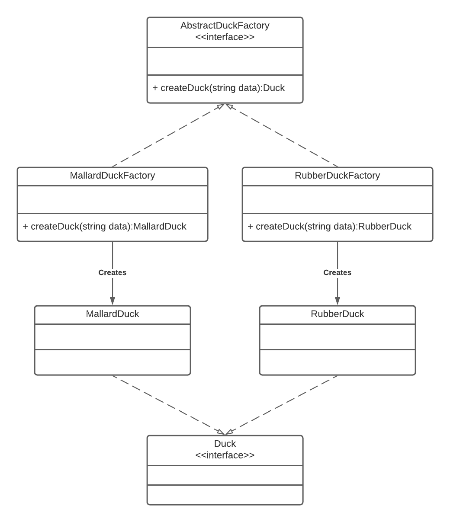 AbstractDuckFactory
<<interface>>
+ createDuck(string data):Duck
MallardDuckFactory
+ createDuck(string data):MallardDuck
RubberDuckFactory
+ createDuck(string data):RubberDuck
Creates
Creates
MallardDuck
RubberDuck
Duck
<<interface>>